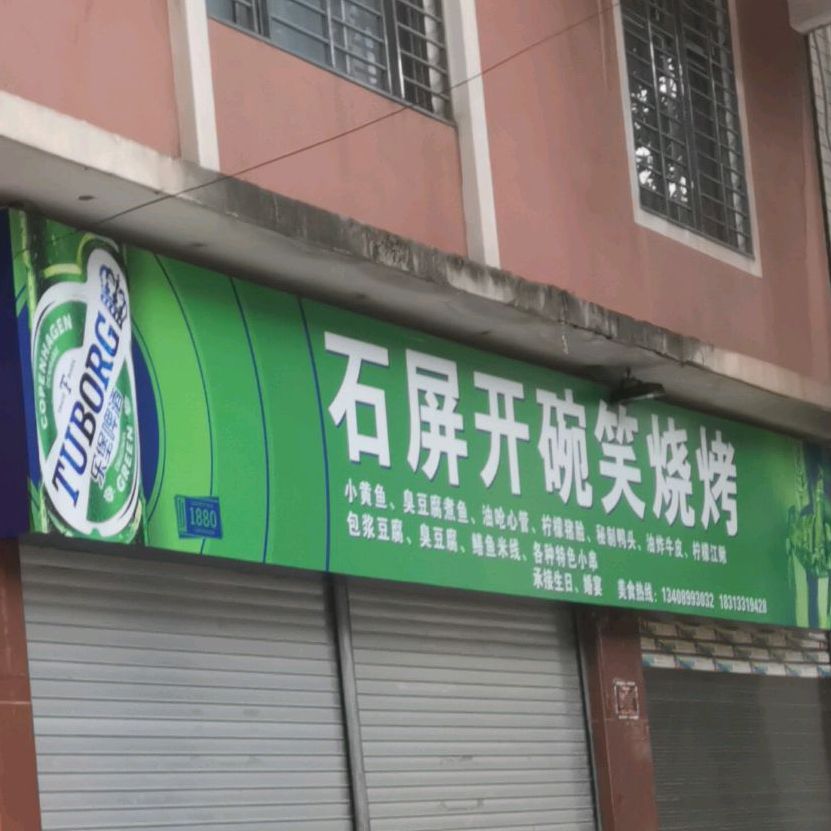 COPENHAGEN
TUBORG
乐堡啤酒
GREEN
1880
石屏开碗笑烧烤
小黄鱼、臭豆腐煮鱼、油呛心管、柠檬猪脸、秘制鸭头、油炸牛皮、柠檬江鳅
包浆豆腐、臭豆腐、鳝鱼米线、各种特色小串
承接生日、婚宴 美食热线：13408993032 18313319428